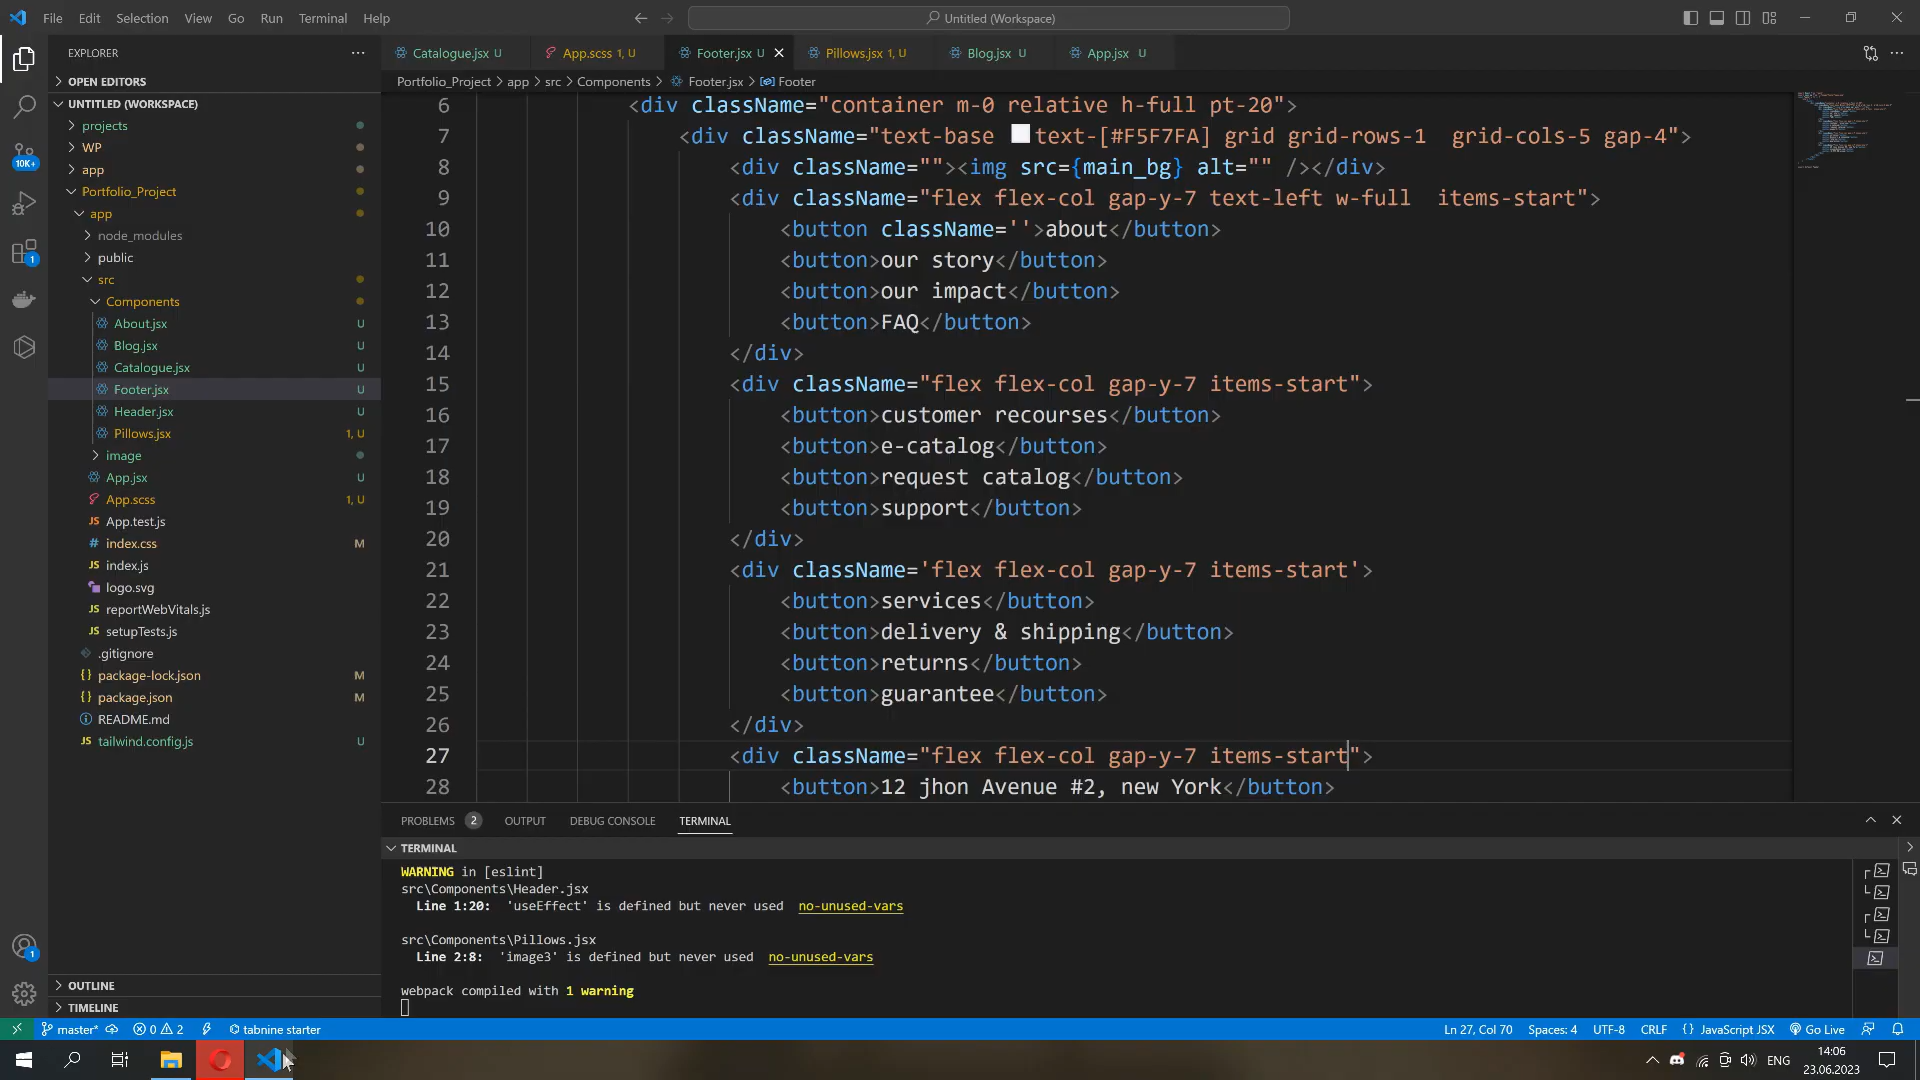 File Edit Selection View Go Run Terminal Help
Untitled (Workspace)
EXPLORER
OPEN EDITORS
UNTITLED (WORKSPACE)
projects
WP
app
Portfolio_Project
app
node_modules
public
src
Components
About.jsx U
Blog.jsx U
Catalogue.jsx U
Footer.jsx U
Header.jsx U
Pillows.jsx 1, U
image
App.jsx U
App.scss 1, U
JS App.test.js
# index.css M
JS index.js
logo.svg
JS reportWebVitals.js
JS setupTests.js
.gitignore
{} package-lock.json M
{} package.json M
README.md
JS tailwind.config.js U
OUTLINE
TIMELINE
10K+
1
1
Catalogue.jsx U App.scss 1, U Footer.jsx U Pillows.jsx 1, U Blog.jsx U App.jsx U
Portfolio_Project > app > src > Components > Footer.jsx > Footer
6 <div className="container m-0 relative h-full pt-20">
7 <div className="text-base text-[#F5F7FA] grid grid-rows-1  grid-cols-5 gap-4">
8 <div className=""><img src={main_bg} alt="" /></div>
9 <div className="flex flex-col gap-y-7 text-left w-full  items-start">
10 <button className=''>about</button>
11 <button>our story</button>
12 <button>our impact</button>
13 <button>FAQ</button>
14 </div>
15 <div className="flex flex-col gap-y-7 items-start">
16 <button>customer recourses</button>
17 <button>e-catalog</button>
18 <button>request catalog</button>
19 <button>support</button>
20 </div>
21 <div className='flex flex-col gap-y-7 items-start'>
22 <button>services</button>
23 <button>delivery & shipping</button>
24 <button>returns</button>
25 <button>guarantee</button>
26 </div>
27 <div className="flex flex-col gap-y-7 items-start">
28 <button>12 jhon Avenue #2, new York</button>
PROBLEMS 2 OUTPUT DEBUG CONSOLE TERMINAL
TERMINAL
WARNING in [eslint]
src\Components\Header.jsx
Line 1:20: 'useEffect' is defined but never used no-unused-vars
src\Components\Pillows.jsx
Line 2:8: 'image3' is defined but never used no-unused-vars
webpack compiled with 1 warning
master* 0 2 tabnine starter
Ln 27, Col 70 Spaces: 4 UTF-8 CRLF {} JavaScript JSX Go Live
ENG
14:06
23.06.2023